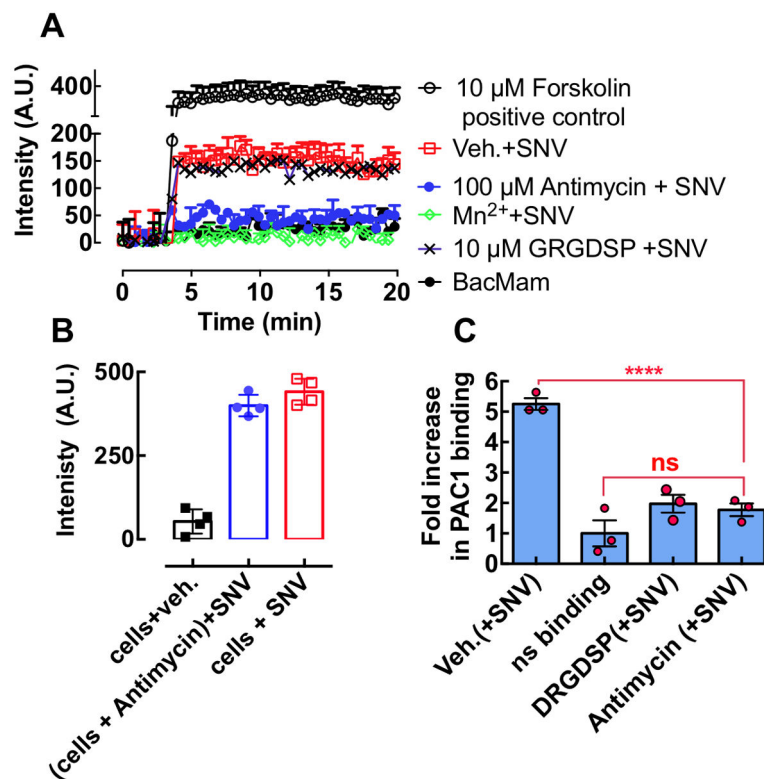 A
Intensity (A.U.)
400
200
150
100
50
0
0 5 10 15 20
Time (min)
10 µM Forskolin
positive control
Veh.+SNV
100 µM Antimycin + SNV
Mn²⁺+SNV
10 µM GRGDSP +SNV
BacMam
B
Intenisty (A.U.)
500
250
0
cells+veh.
(cells + Antimycin)+SNV
cells + SNV
C
Fold increase
in PAC1 binding
6
5
4
3
2
1
0
****
ns
Veh.(+SNV)
ns binding
DRGDSP(+SNV)
Antimycin (+SNV)